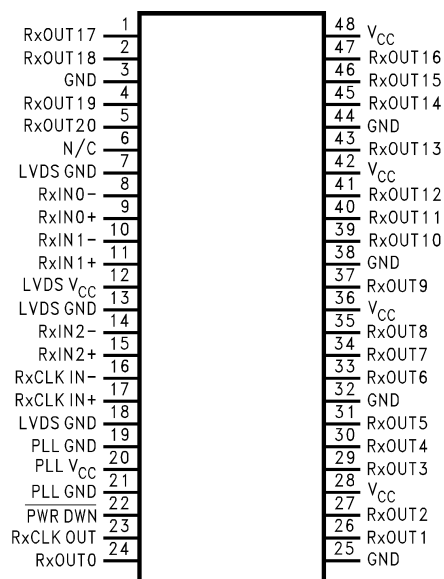 RxOUT17 1
RxOUT18 2
GND 3
RxOUT19 4
RxOUT20 5
N/C 6
LVDS GND 7
RxIN0− 8
RxIN0+ 9
RxIN1− 10
RxIN1+ 11
LVDS VCC 12
LVDS GND 13
RxIN2− 14
RxIN2+ 15
RxCLK IN− 16
RxCLK IN+ 17
LVDS GND 18
PLL GND 19
PLL VCC 20
PLL GND 21
PWR DWN 22
RxCLK OUT 23
RxOUT0 24
48 VCC
47 RxOUT16
46 RxOUT15
45 RxOUT14
44 GND
43 RxOUT13
42 VCC
41 RxOUT12
40 RxOUT11
39 RxOUT10
38 GND
37 RxOUT9
36 VCC
35 RxOUT8
34 RxOUT7
33 RxOUT6
32 GND
31 RxOUT5
30 RxOUT4
29 RxOUT3
28 VCC
27 RxOUT2
26 RxOUT1
25 GND